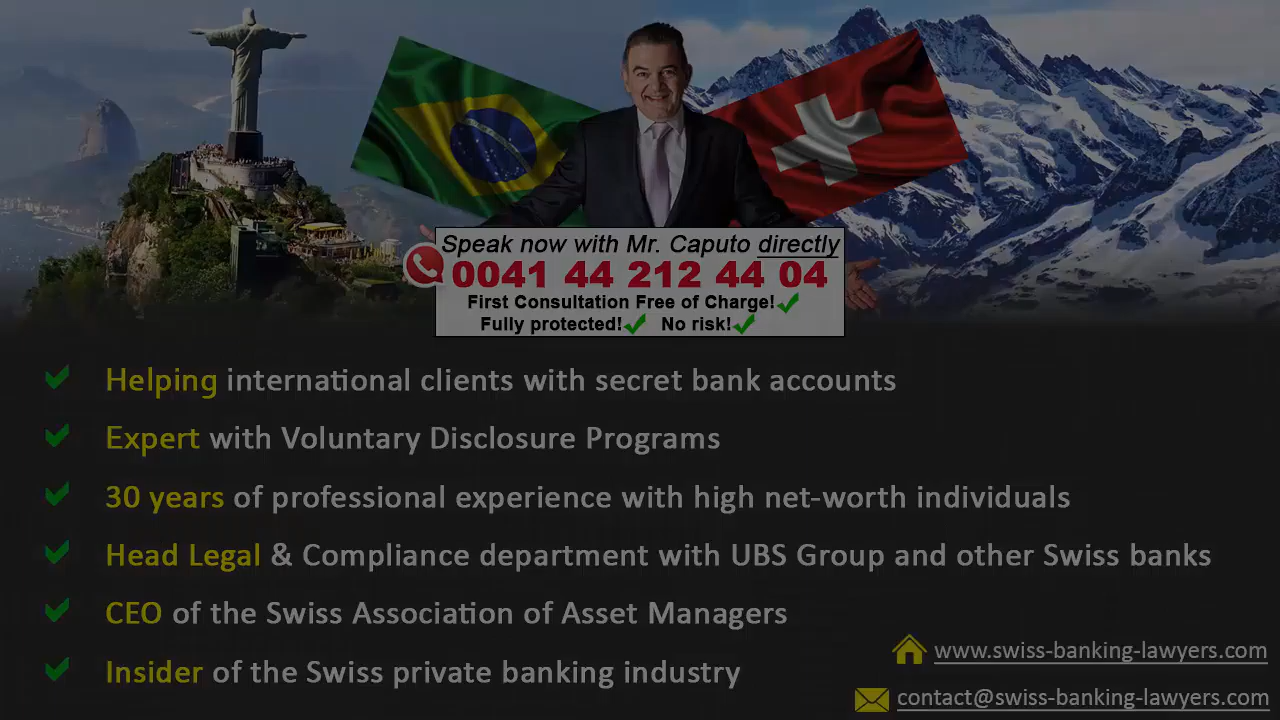 Speak now with Mr. Caputo directly
0041 44 212 44 04
First Consultation Free of Charge!
Fully protected! No risk!
Helping international clients with secret bank accounts
Expert with Voluntary Disclosure Programs
30 years of professional experience with high net-worth individuals
Head Legal & Compliance department with UBS Group and other Swiss banks
CEO of the Swiss Association of Asset Managers
Insider of the Swiss private banking industry
www.swiss-banking-lawyers.com
contact@swiss-banking-lawyers.com